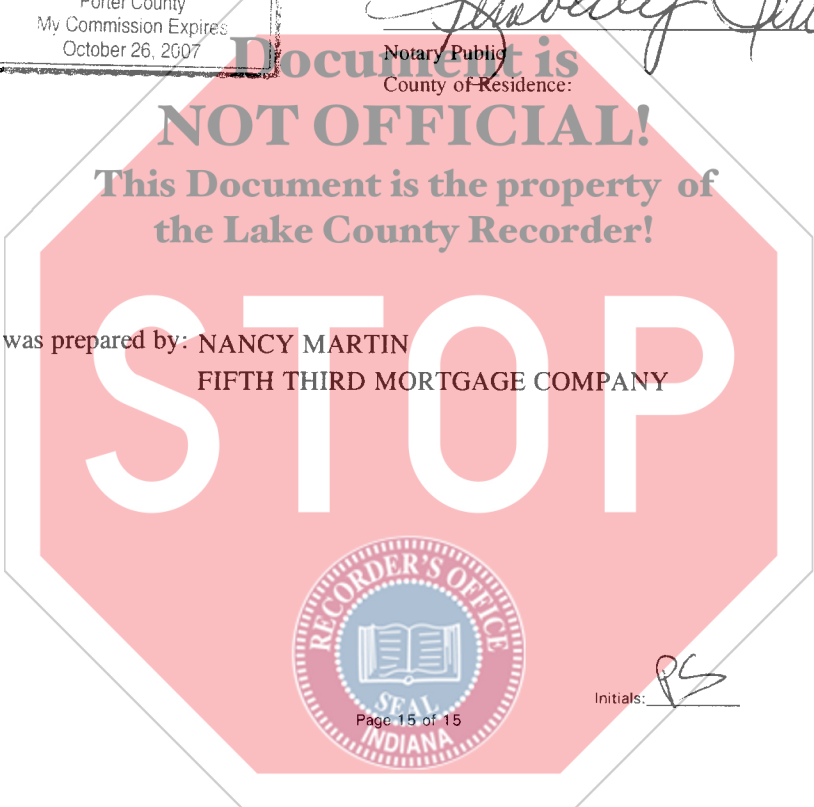 Porter County
My Commission Expires
October 26, 2007
Kimberly
Notary Public
County of Residence:
Document is
NOT OFFICIAL!
This Document is the property of
the Lake County Recorder!
was prepared by: NANCY MARTIN
FIFTH THIRD MORTGAGE COMPANY
STOP
RECORDER'S OFFICE
SEAL
INDIANA
Initials: PS
Page 15 of 15